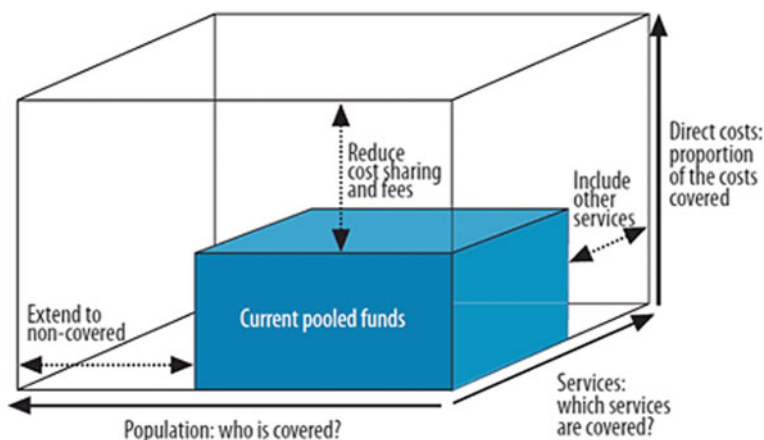 Reduce
cost sharing
and fees
Include
other
services
Direct costs:
proportion
of the costs
covered
Extend to
non-covered
Current pooled funds
Population: who is covered?
Services:
which services
are covered?